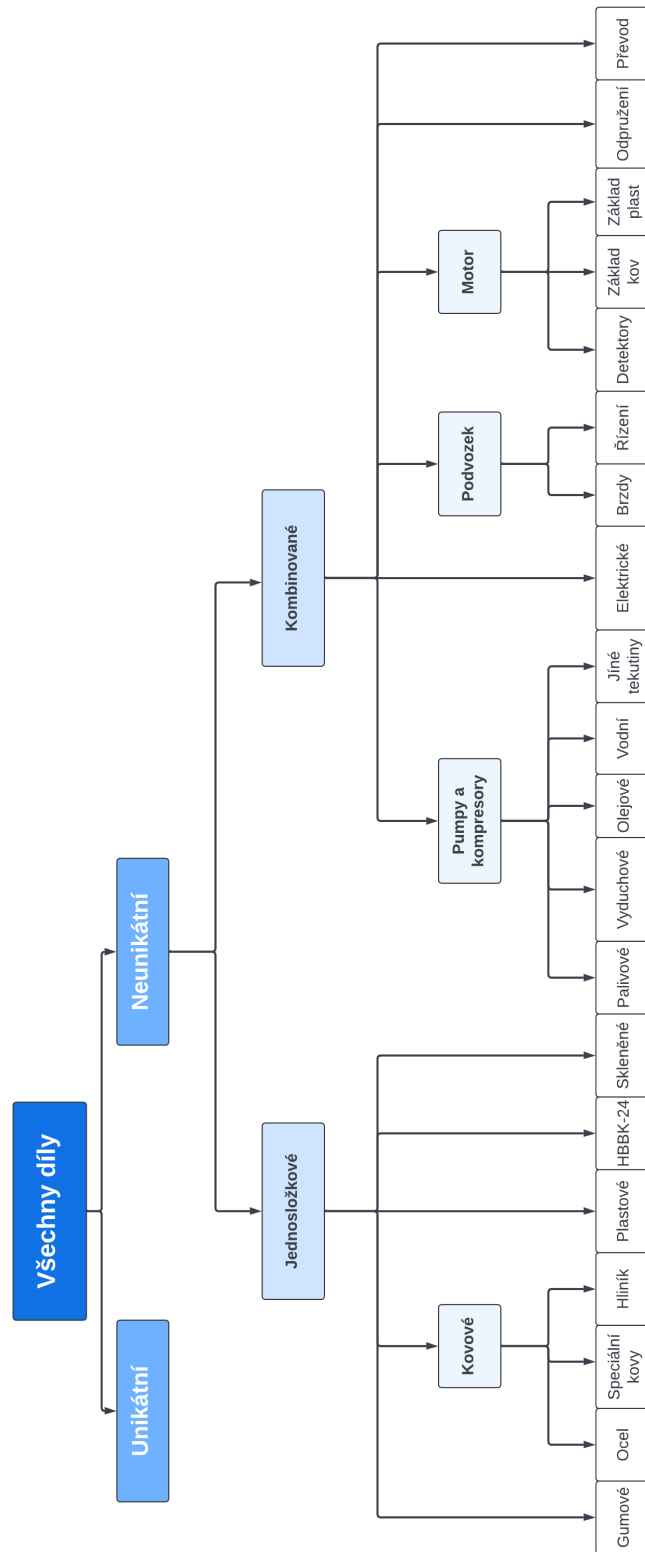 Všechny díly
Unikátní
Neunikátní
Jednosložkové
Kombinované
Kovové
Pumpy a
kompresory
Podvozek
Motor
Gumové
Ocel
Speciální
kovy
Hliník
Plastové
HBBK-24
Skleněné
Palivové
Vyduchové
Olejové
Vodní
Jíné
tekutiny
Elektrické
Brzdy
Řízení
Detektory
Základ
kov
Základ
plast
Odpružení
Převod